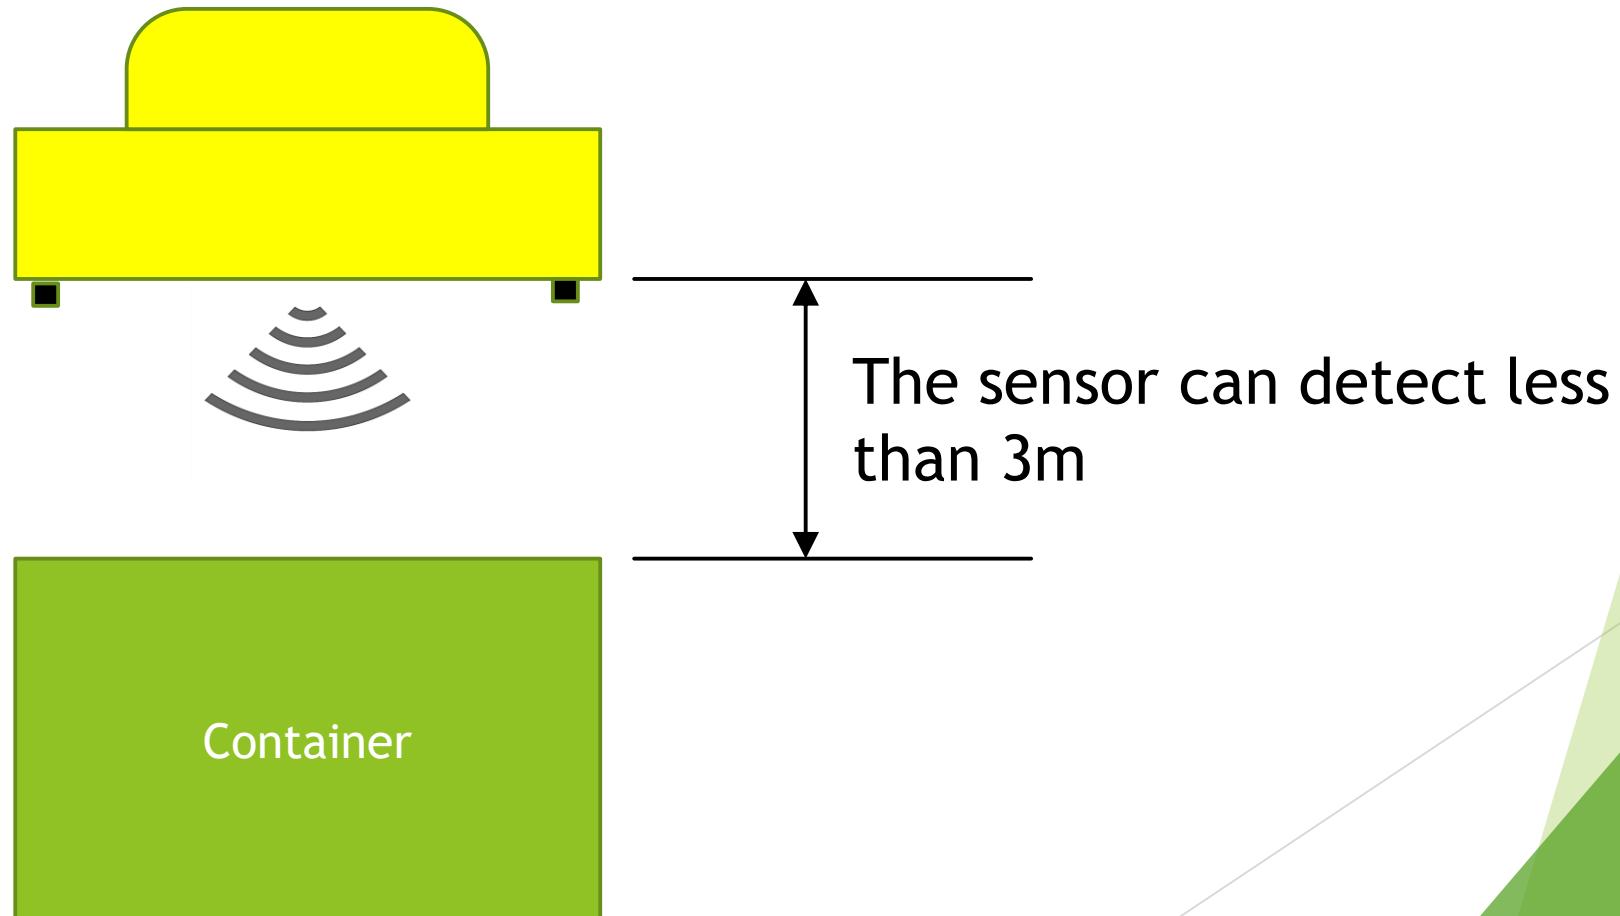 The sensor can detect less
than 3m
Container